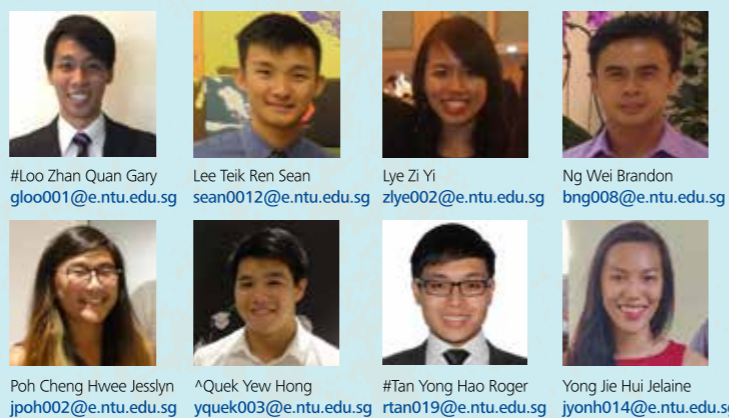 #Loo Zhan Quan Gary
gloo001@e.ntu.edu.sg
Lee Teik Ren Sean
sean0012@e.ntu.edu.sg
Lye Zi Yi
zlye002@e.ntu.edu.sg
Ng Wei Brandon
bng008@e.ntu.edu.sg
Poh Cheng Hwee Jesslyn
jpoh002@e.ntu.edu.sg
^Quek Yew Hong
yquek003@e.ntu.edu.sg
#Tan Yong Hao Roger
rtan019@e.ntu.edu.sg
Yong Jie Hui Jelaine